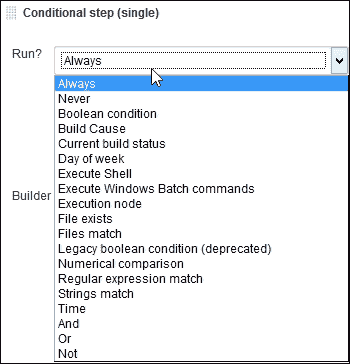 Conditional step (single)
Run?
Always
Always
Never
Boolean condition
Build Cause
Current build status
Day of week
Execute Shell
Execute Windows Batch commands
Builder
Execution node
File exists
Files match
Legacy boolean condition (deprecated)
Numerical comparison
Regular expression match
Strings match
Time
And
Or
Not